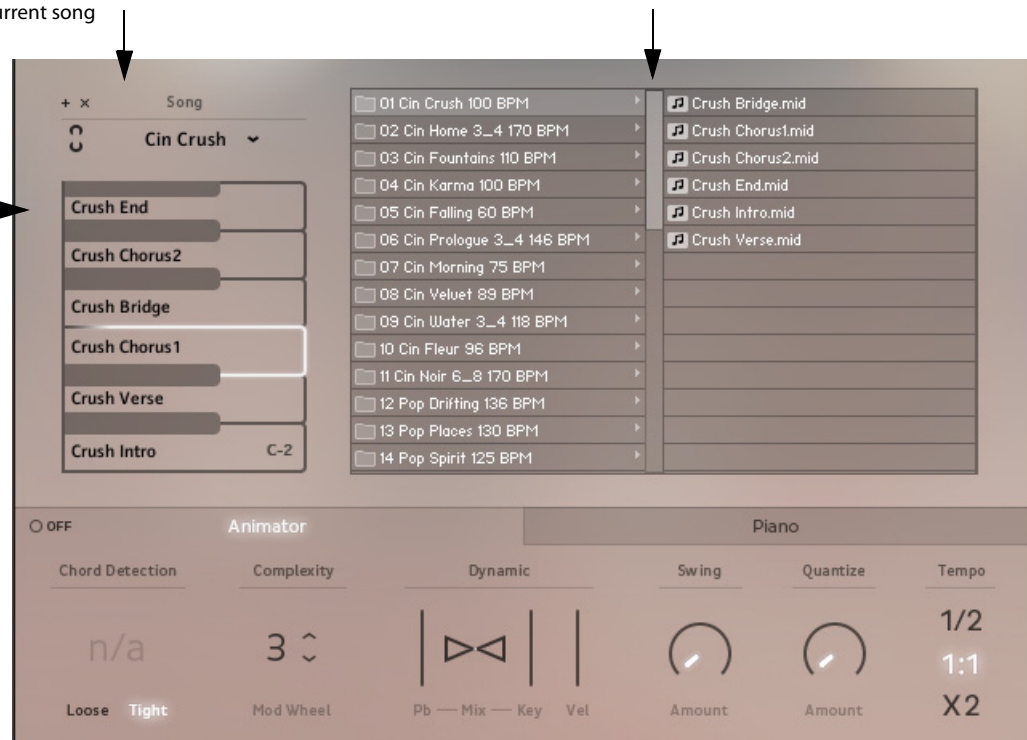 urrent song
+ × Song
Cin Crush
Crush End
Crush Chorus2
Crush Bridge
Crush Chorus1
Crush Verse
Crush Intro C-2
01 Cin Crush 100 BPM
02 Cin Home 3_4 170 BPM
03 Cin Fountains 110 BPM
04 Cin Karma 100 BPM
05 Cin Falling 60 BPM
06 Cin Prologue 3_4 146 BPM
07 Cin Morning 75 BPM
08 Cin Velvet 89 BPM
09 Cin Water 3_4 118 BPM
10 Cin Fleur 96 BPM
11 Cin Noir 6_8 170 BPM
12 Pop Drifting 136 BPM
13 Pop Places 130 BPM
14 Pop Spirit 125 BPM
Crush Bridge.mid
Crush Chorus1.mid
Crush Chorus2.mid
Crush End.mid
Crush Intro.mid
Crush Verse.mid
OFF Animator Piano
Chord Detection Complexity Dynamic Swing Quantize Tempo
n/a 3 1/2
1:1
X2
Loose Tight Mod Wheel Pb — Mix — Key Vel Amount Amount